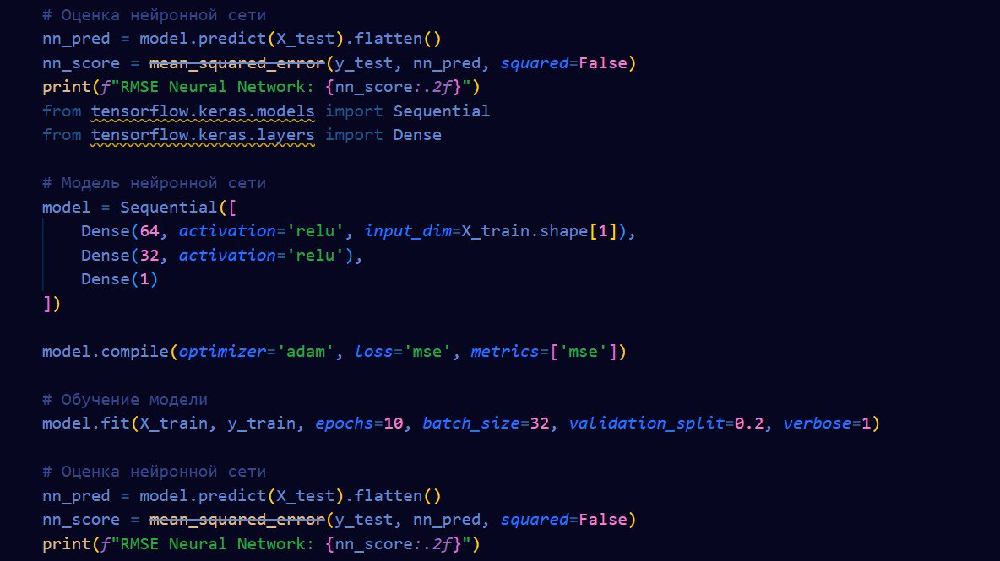 # Оценка нейронной сети
nn_pred = model.predict(X_test).flatten()
nn_score = mean_squared_error(y_test, nn_pred, squared=False)
print(f"RMSE Neural Network: {nn_score:.2f}")
from tensorflow.keras.models import Sequential
from tensorflow.keras.layers import Dense
# Модель нейронной сети
model = Sequential([
    Dense(64, activation='relu', input_dim=X_train.shape[1]),
    Dense(32, activation='relu'),
    Dense(1)
])
model.compile(optimizer='adam', loss='mse', metrics=['mse'])
# Обучение модели
model.fit(X_train, y_train, epochs=10, batch_size=32, validation_split=0.2, verbose=1)
# Оценка нейронной сети
nn_pred = model.predict(X_test).flatten()
nn_score = mean_squared_error(y_test, nn_pred, squared=False)
print(f"RMSE Neural Network: {nn_score:.2f}")